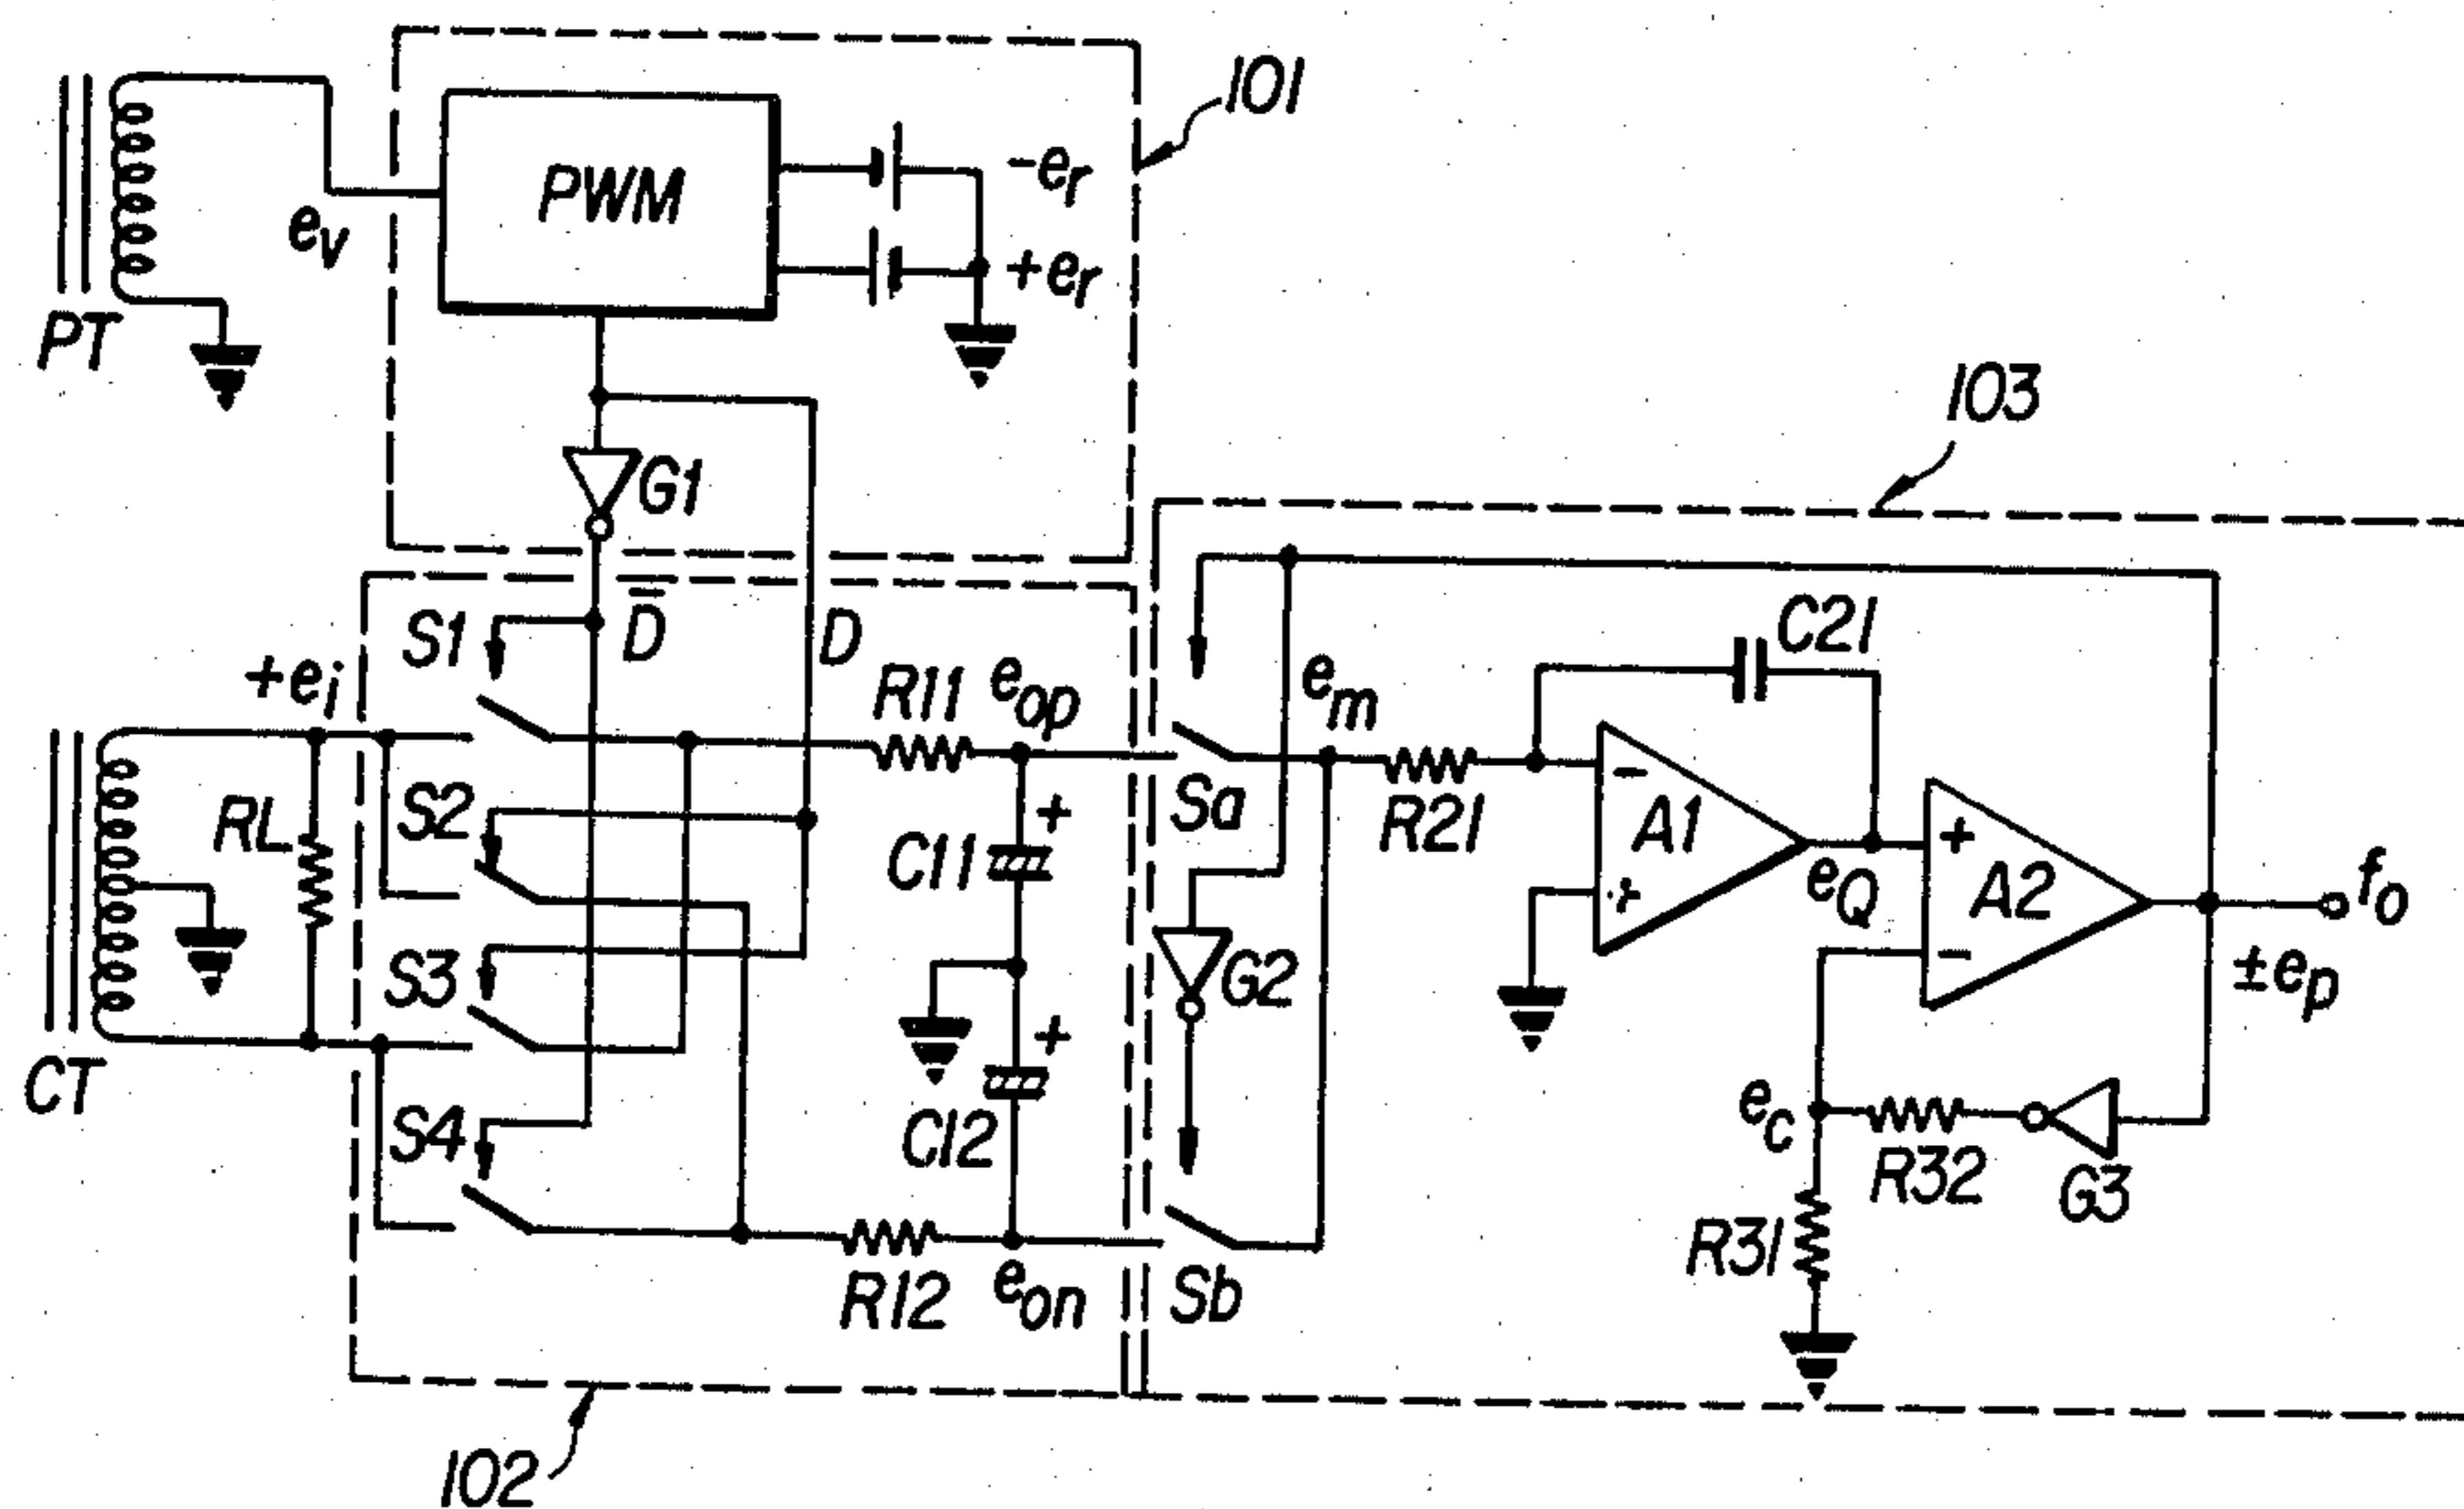 101
PWM
-er
+er
ev
PT
G1
103
S1
D̅
D
+ei
R11
eop
em
C21
S2
RL
Sa
R21
A1
+
C11
-
+
eQ
+
A2
-
fo
±ep
S3
G2
CT
S4
+
C12
ec
R32
G3
R31
R12
eon
Sb
102